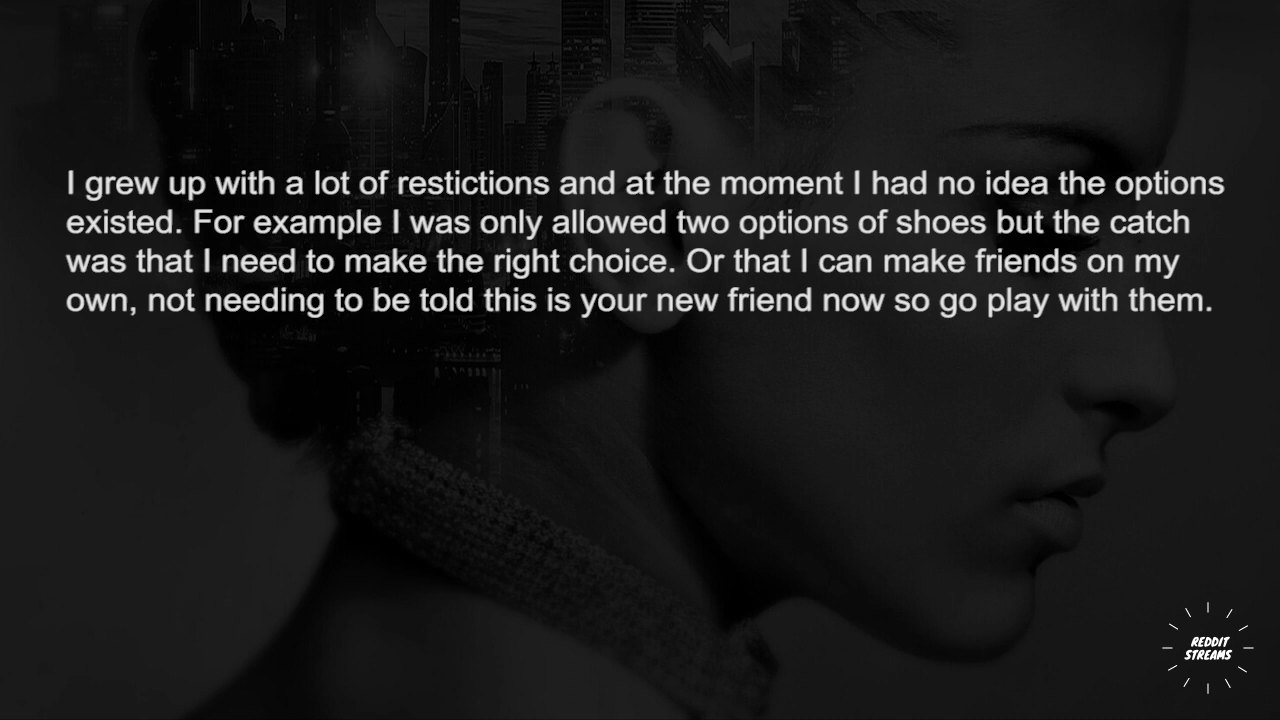 I grew up with a lot of restictions and at the moment I had no idea the options
existed. For example I was only allowed two options of shoes but the catch
was that I need to make the right choice. Or that I can make friends on my
own, not needing to be told this is your new friend now so go play with them.
REDDIT
STREAMS